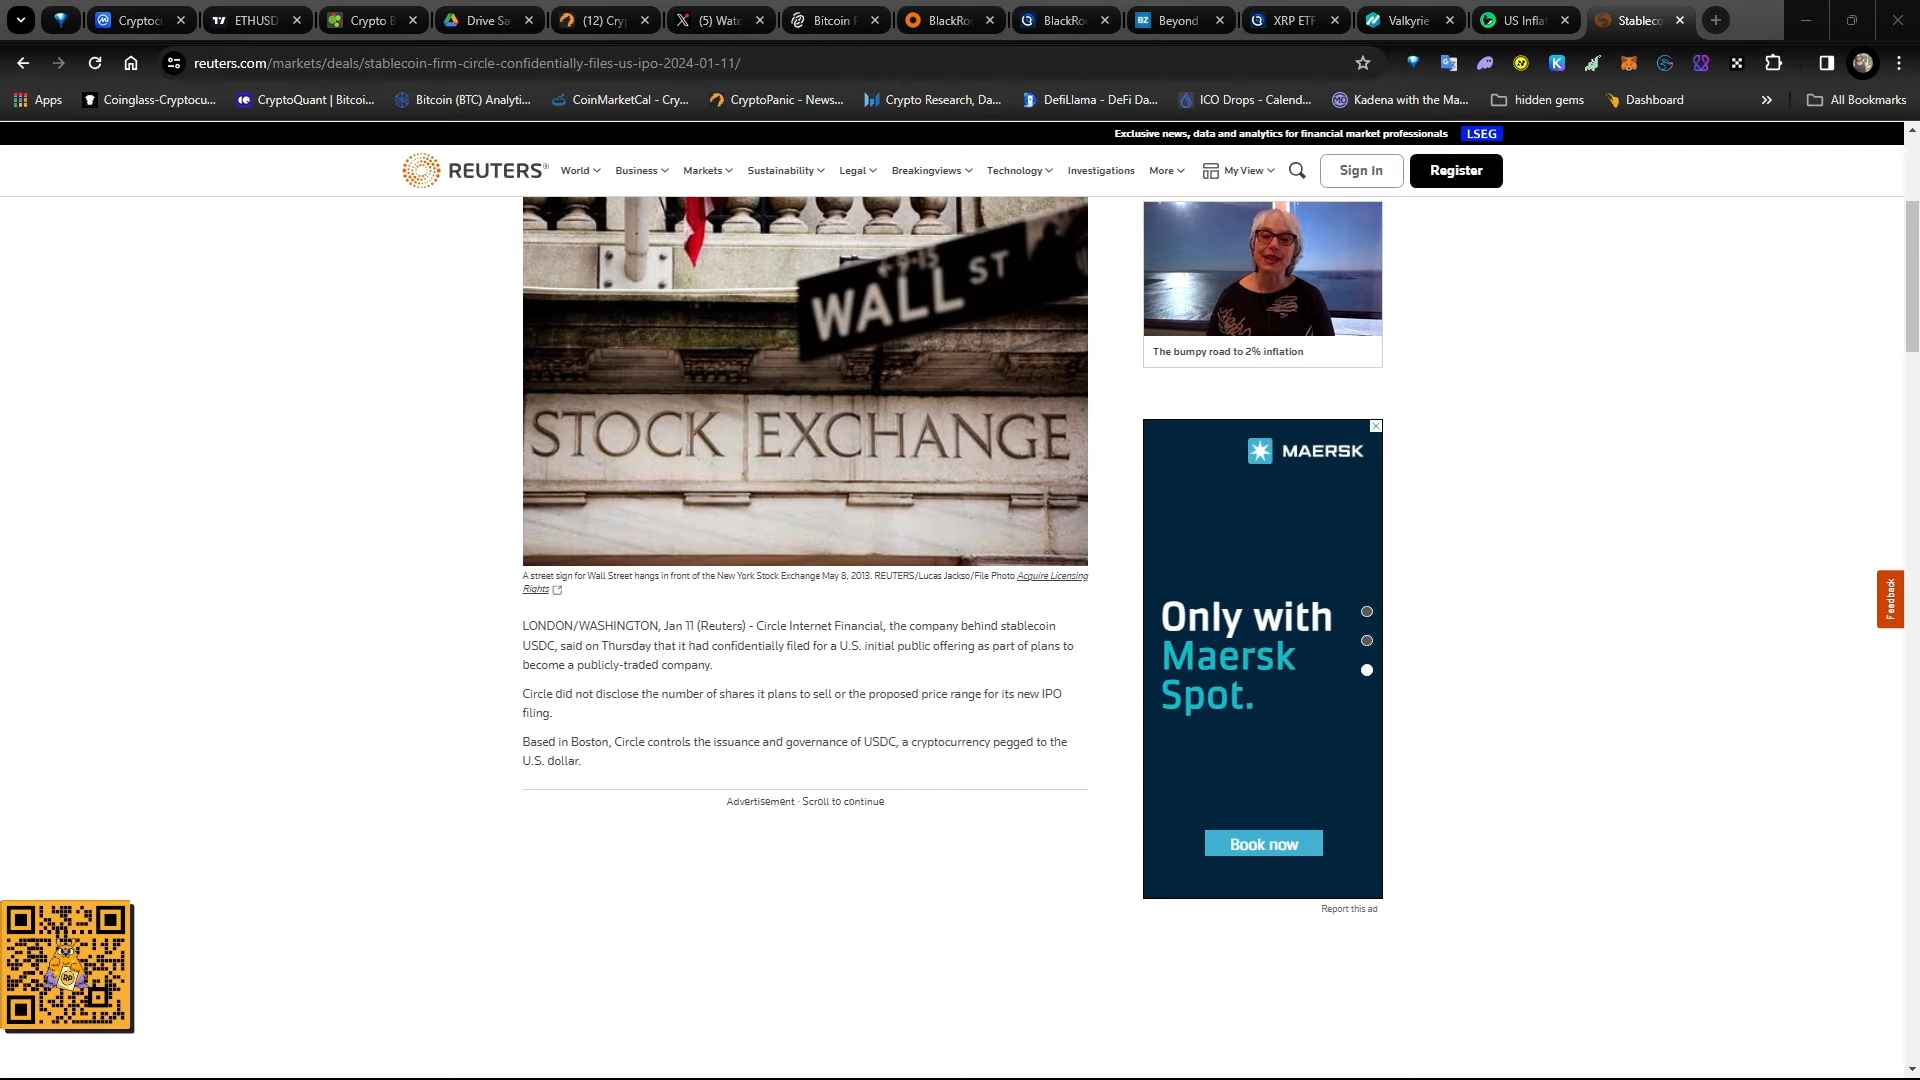 Cryptocu
ETHUSD
Crypto B
Drive Sa
(12) Cry
(5) Wat
Bitcoin
BlackRo
BlackRo
Beyond
XRP ETF
Valkyrie
US Infla
Stableco
reuters.com/markets/deals/stablecoin-firm-circle-confidentially-files-us-ipo-2024-01-11/
Apps
Coinglass-Cryptocu...
CryptoQuant | Bitcoi...
Bitcoin (BTC) Analyti...
CoinMarketCal - Cry...
CryptoPanic - News...
Crypto Research, Da...
DefiLlama - DeFi Da...
ICO Drops - Calend...
Kadena with the Ma...
hidden gems
Dashboard
All Bookmarks
Exclusive news, data and analytics for financial market professionals LSEG
REUTERS®
World
Business
Markets
Sustainability
Legal
Breakingviews
Technology
Investigations
More
My View
Sign In
Register
WALL ST
STOCK EXCHANGE
The bumpy road to 2% inflation
A street sign for Wall Street hangs in front of the New York Stock Exchange May 8, 2013. REUTERS/Lucas Jackso/File Photo Acquire Licensing
Rights
LONDON/WASHINGTON, Jan 11 (Reuters) - Circle Internet Financial, the company behind stablecoin
USDC, said on Thursday that it had confidentially filed for a U.S. initial public offering as part of plans to
become a publicly-traded company.
Circle did not disclose the number of shares it plans to sell or the proposed price range for its new IPO
filing.
Based in Boston, Circle controls the issuance and governance of USDC, a cryptocurrency pegged to the
U.S. dollar.
Advertisement · Scroll to continue
MAERSK
Only with
Maersk
Spot.
Book now
Report this ad
Feedback
RP